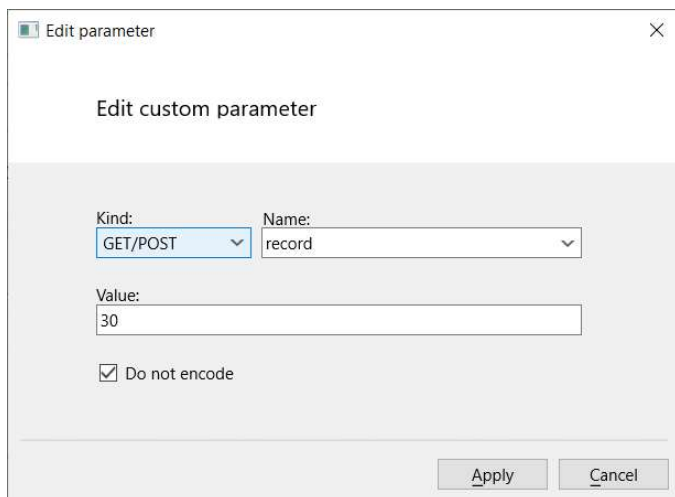 Edit parameter
Edit custom parameter
Kind: Name:
GET/POST record
Value:
30
Do not encode
Apply Cancel